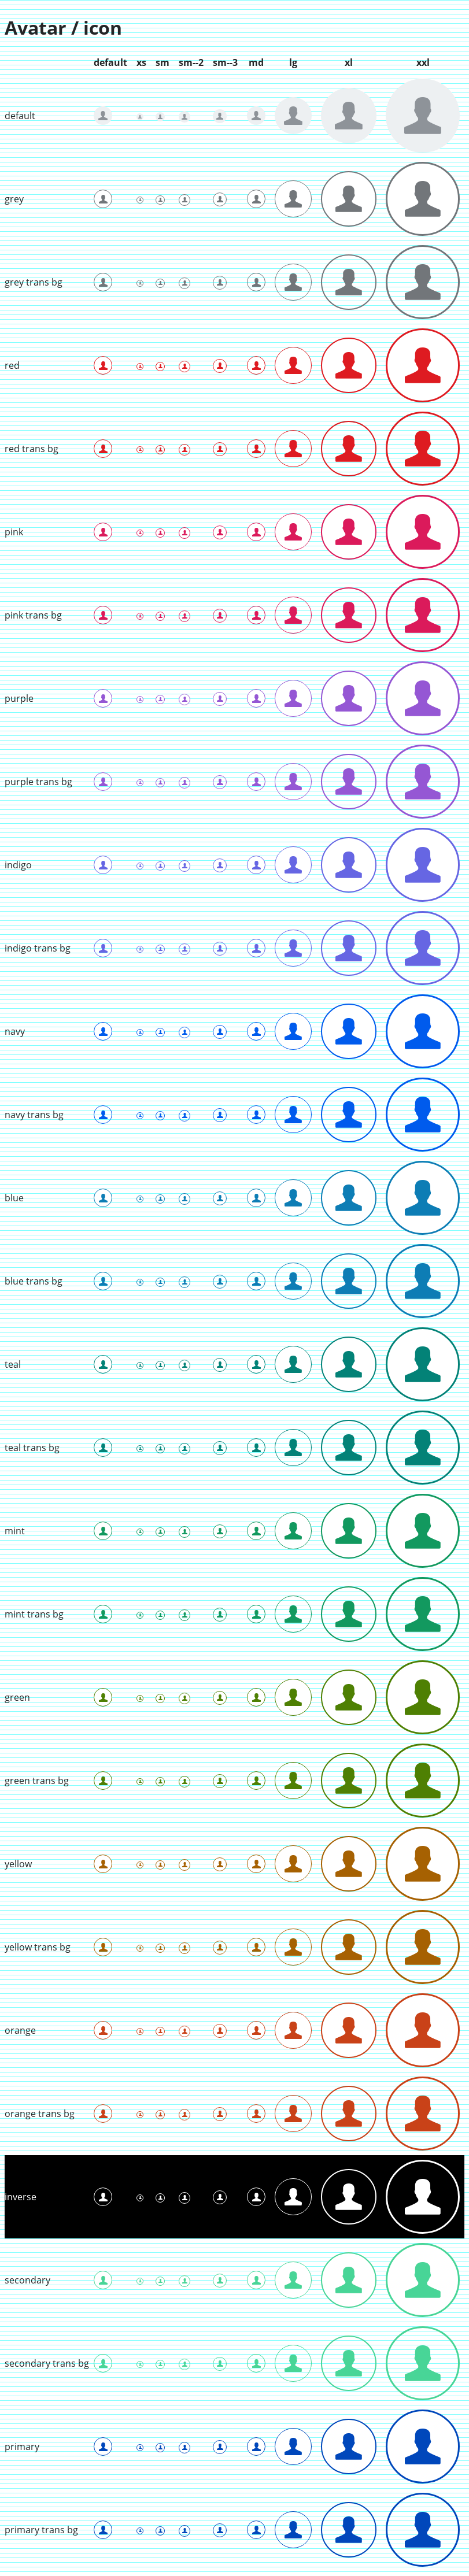 Avatar / icon
default xs sm sm--2 sm--3 md lg xl xxl
default
grey
grey trans bg
red
red trans bg
pink
pink trans bg
purple
purple trans bg
indigo
indigo trans bg
navy
navy trans bg
blue
blue trans bg
teal
teal trans bg
mint
mint trans bg
green
green trans bg
yellow
yellow trans bg
orange
orange trans bg
inverse
secondary
secondary trans bg
primary
primary trans bg